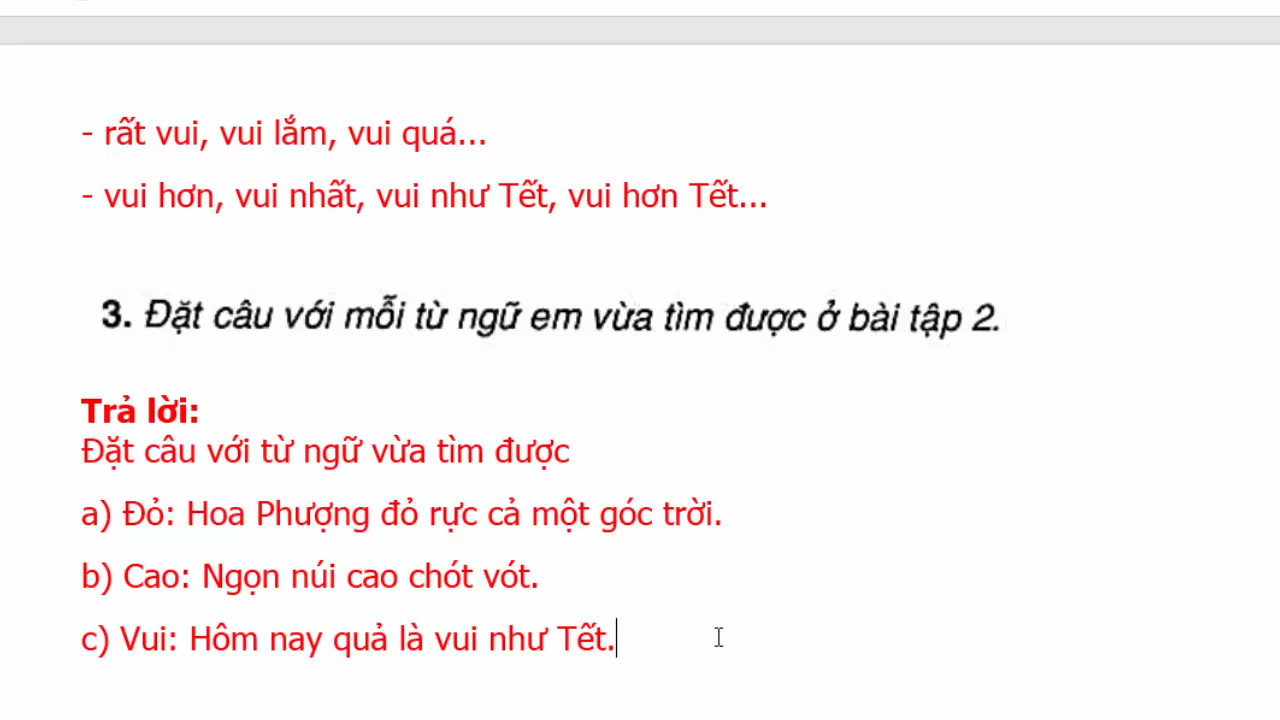 - rất vui, vui lắm, vui quá...
- vui hơn, vui nhất, vui như Tết, vui hơn Tết...
3. Đặt câu với mỗi từ ngữ em vừa tìm được ở bài tập 2.
Trả lời:
Đặt câu với từ ngữ vừa tìm được
a) Đỏ: Hoa Phượng đỏ rực cả một góc trời.
b) Cao: Ngọn núi cao chót vót.
c) Vui: Hôm nay quả là vui như Tết.